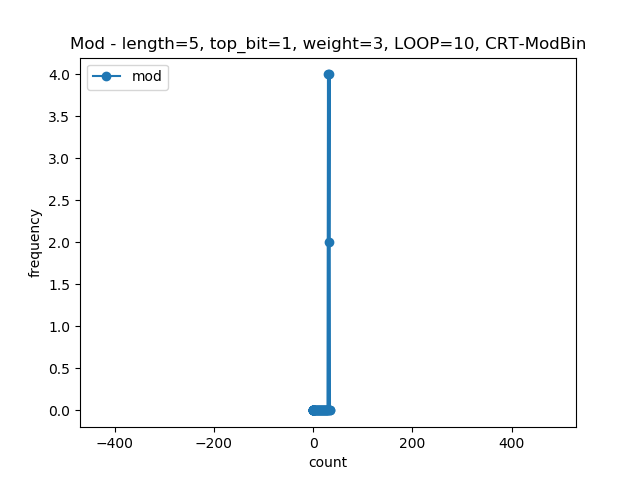 Mod - length=5, top_bit=1, weight=3, LOOP=10, CRT-ModBin
mod
4.0
3.5
3.0
2.5
2.0
1.5
1.0
0.5
0.0
frequency
−400 −200 0 200 400
count